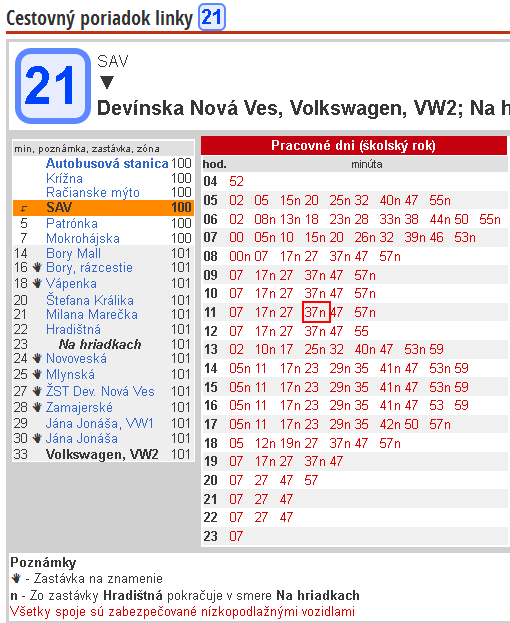 Cestovný poriadok linky 21
21
SAV
▼
Devínska Nová Ves, Volkswagen, VW2; Na h
min, poznámka, zastávka, zóna
Autobusová stanica 100
Krížna 100
Račianske mýto 100
SAV 100
5 Patrónka 100
7 Mokrohájska 100
14 Bory Mall 101
16 Bory, rázcestie 101
18 Vápenka 101
20 Štefana Králika 101
21 Milana Marečka 101
22 Hradištná 101
23 Na hriadkach 101
24 Novoveská 101
25 Mlynská 101
27 ŽST Dev. Nová Ves 101
28 Zamajerské 101
29 Jána Jonáša, VW1 101
30 Jána Jonáša 101
33 Volkswagen, VW2 101
Pracovné dni (školský rok)
hod. minúta
04 52
05 02 05 15n 20 25n 32 40n 47 55n
06 02 08n 13n 18 23n 28 33n 38 44n 50 55n
07 00 05n 10 15n 20 26n 32 39n 46 53n
08 00n 07 17n 27 37n 47 57n
09 07 17n 27 37n 47 57n
10 07 17n 27 37n 47 57n
11 07 17n 27 37n 47 57n
12 07 17n 27 37n 47 55
13 02 10n 17 25n 32 40n 47 53n 59
14 05n 11 17n 23 29n 35 41n 47 53n 59
15 05n 11 17n 23 29n 35 41n 47 53n 59
16 05n 11 17n 23 29n 35 41n 47 53 59
17 05n 11 17n 23 29n 35 42n 50 57n
18 05 12n 19n 27 37n 47 57n
19 07 17n 27 37n 47
20 07 27 47 57
21 07 27 47
22 07 27 47
23 07
Poznámky
- Zastávka na znamenie
n - Zo zastávky Hradištná pokračuje v smere Na hriadkach
Všetky spoje sú zabezpečované nízkopodlažnými vozidlami